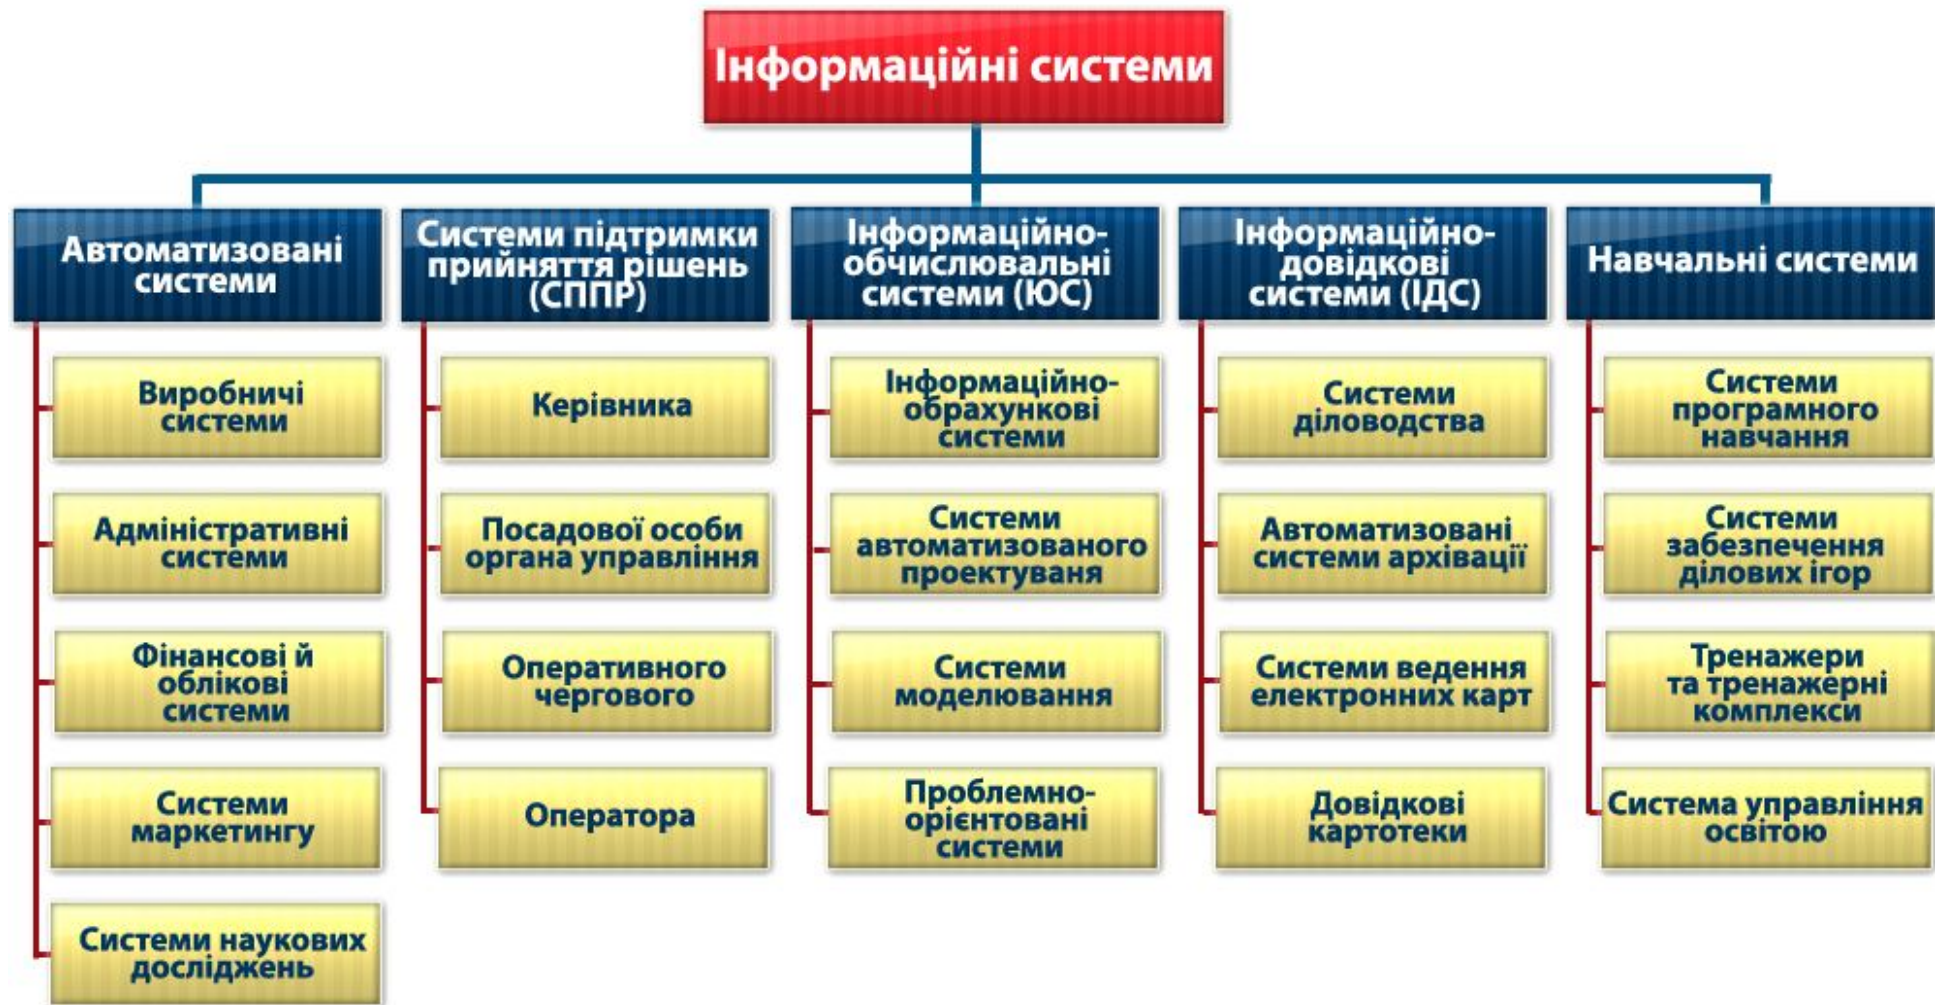 Інформаційні системи
Автоматизовані
системи
Виробничі
системи
Адміністративні
системи
Фінансові й
облікові
системи
Системи
маркетингу
Системи наукових
досліджень
Системи підтримки
прийняття рішень
(СППР)
Керівника
Посадової особи
органа управління
Оперативного
чергового
Оператора
Інформаційно-
обчислювальні
системи (ЮС)
Інформаційно-
обрахункові
системи
Системи
автоматизованого
проектуваня
Системи
моделювання
Проблемно-
орієнтовані
системи
Інформаційно-
довідкові
системи (ІДС)
Системи
діловодства
Автоматизовані
системи архівації
Системи ведення
електронних карт
Довідкові
картотеки
Навчальні системи
Системи
програмного
навчання
Системи
забезпечення
ділових ігор
Тренажери
та тренажерні
комплекси
Система управління
освітою